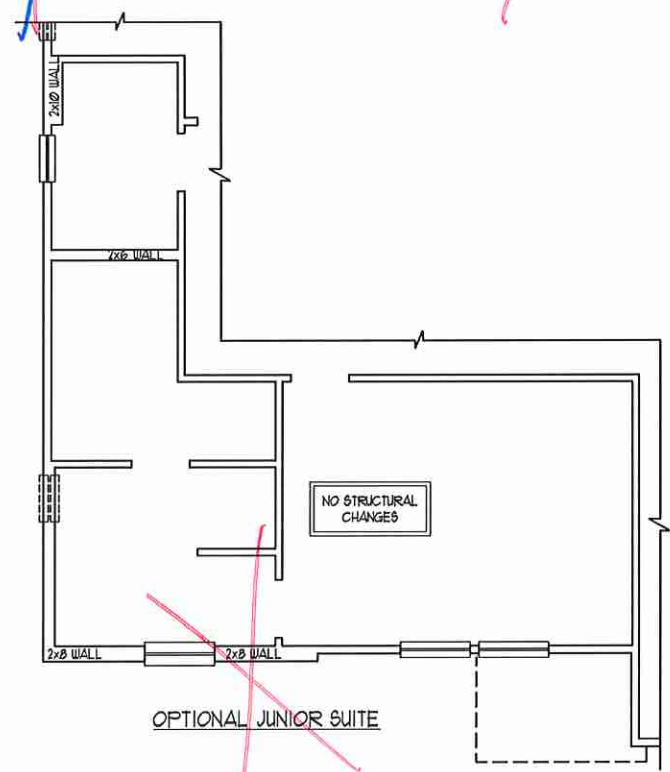 2x10 WALL
2x6 WALL
NO STRUCTURAL
CHANGES
2x8 WALL
2x8 WALL
OPTIONAL JUNIOR SUITE